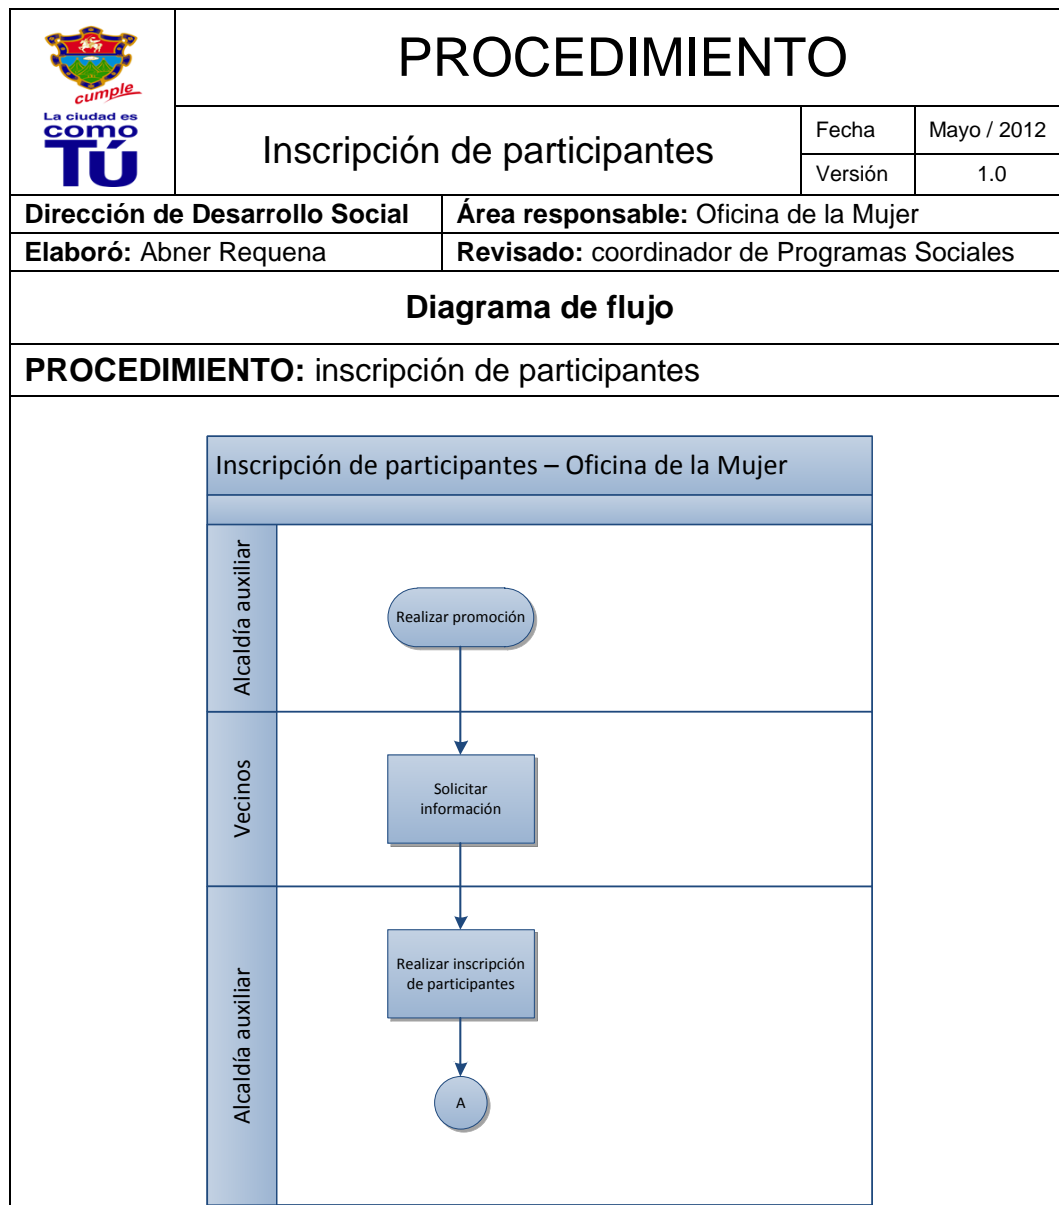 cumple
La ciudad es
como
TÚ
PROCEDIMIENTO
Inscripción de participantes
Fecha
Mayo / 2012
Versión
1.0
Dirección de Desarrollo Social
Área responsable: Oficina de la Mujer
Elaboró: Abner Requena
Revisado: coordinador de Programas Sociales
Diagrama de flujo
PROCEDIMIENTO: inscripción de participantes
Inscripción de participantes – Oficina de la Mujer
Alcaldía auxiliar
Realizar promoción
Vecinos
Solicitar
información
Alcaldía auxiliar
Realizar inscripción
de participantes
A